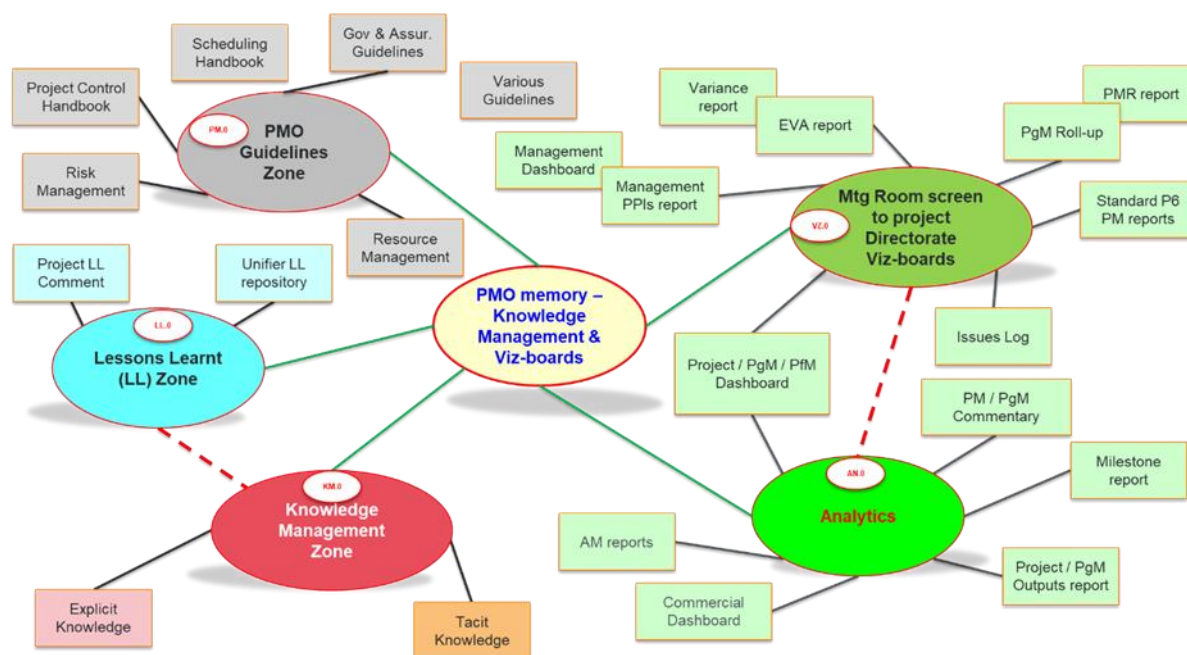 Scheduling
Handbook
Gov & Assur.
Guidelines
Project Control
Handbook
Various
Guidelines
PM.0
PMO
Guidelines
Zone
Risk
Management
Resource
Management
Variance
report
EVA report
PMR report
PgM Roll-up
Management
Dashboard
Management
PPIs report
Standard P6
PM reports
VZ.0
Mtg Room screen
to project
Directorate
Viz-boards
Issues Log
Project LL
Comment
Unifier LL
repository
LL.0
Lessons Learnt
(LL) Zone
PMO memory –
Knowledge
Management &
Viz-boards
Project / PgM / PfM
Dashboard
PM / PgM
Commentary
Milestone
report
KM.0
Knowledge
Management
Zone
AN.0
Analytics
AM reports
Commercial
Dashboard
Project / PgM
Outputs report
Explicit
Knowledge
Tacit
Knowledge